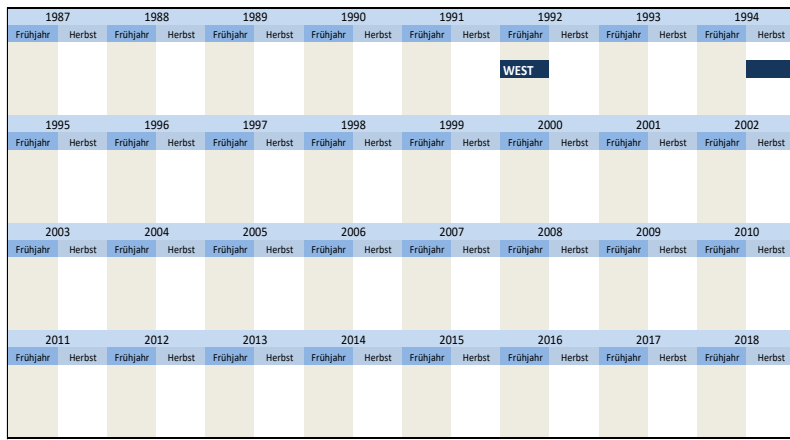 1987 1988 1989 1990 1991 1992 1993 1994
Frühjahr Herbst Frühjahr Herbst Frühjahr Herbst Frühjahr Herbst Frühjahr Herbst Frühjahr Herbst Frühjahr Herbst Frühjahr Herbst
WEST
1995 1996 1997 1998 1999 2000 2001 2002
Frühjahr Herbst Frühjahr Herbst Frühjahr Herbst Frühjahr Herbst Frühjahr Herbst Frühjahr Herbst Frühjahr Herbst Frühjahr Herbst
2003 2004 2005 2006 2007 2008 2009 2010
Frühjahr Herbst Frühjahr Herbst Frühjahr Herbst Frühjahr Herbst Frühjahr Herbst Frühjahr Herbst Frühjahr Herbst Frühjahr Herbst
2011 2012 2013 2014 2015 2016 2017 2018
Frühjahr Herbst Frühjahr Herbst Frühjahr Herbst Frühjahr Herbst Frühjahr Herbst Frühjahr Herbst Frühjahr Herbst Frühjahr Herbst